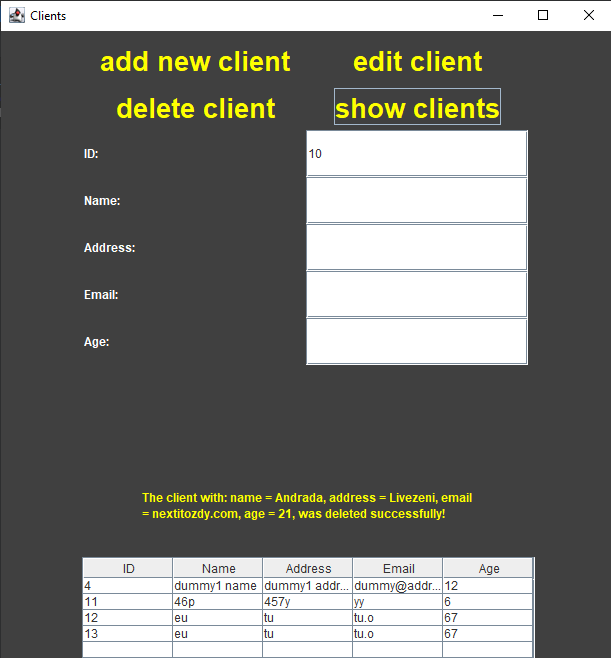 Clients
add new client edit client
delete client show clients
ID: 10
Name:
Address:
Email:
Age:
The client with: name = Andrada, address = Livezeni, email
= nextitozdy.com, age = 21, was deleted successfully!
ID Name Address Email Age
4 dummy1 name dummy1 addr... dummy@addr... 12
11 46p 457y yy 6
12 eu tu tu.o 67
13 eu tu tu.o 67